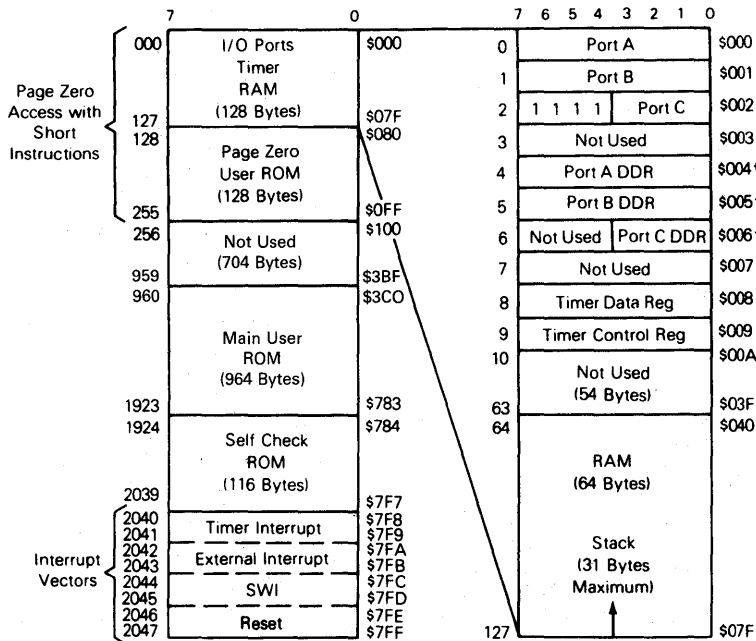 7 0
000 I/O Ports $000
Timer
RAM
(128 Bytes)
127 $07F
128 $080
Page Zero
Access with
Short
Instructions
Page Zero
User ROM
(128 Bytes)
255 $0FF
256 $100
Not Used
(704 Bytes)
959 $3BF
960 $3C0
Main User
ROM
(964 Bytes)
1923 $783
1924 $784
Self Check
ROM
(116 Bytes)
2039 $7F7
Interrupt
Vectors
2040 $7F8
Timer Interrupt
2041 $7F9
2042 $7FA
External Interrupt
2043 $7FB
2044 $7FC
SWI
2045 $7FD
2046 $7FE
Reset
2047 $7FF
7 6 5 4 3 2 1 0
0 Port A $000
1 Port B $001
2 1 1 1 1 Port C $002
3 Not Used $003
4 Port A DDR $004*
5 Port B DDR $005*
6 Not Used Port C DDR $006*
7 Not Used $007
8 Timer Data Reg $008
9 Timer Control Reg $009
10 $00A
Not Used
(54 Bytes)
63 $03F
64 $040
RAM
(64 Bytes)
Stack
(31 Bytes
Maximum)
127 $07F